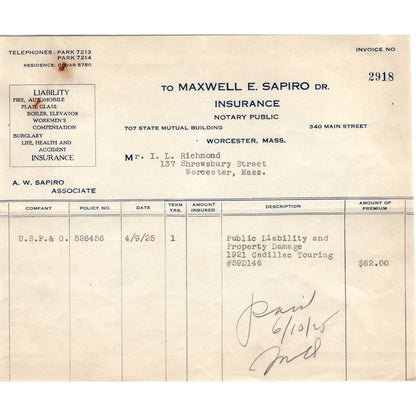 TELEPHONES: PARK 7213
PARK 7214
RESIDENCE: CEDAR 5750
INVOICE NO
2918
LIABILITY
FIRE, AUTOMOBILE
PLATE GLASS
BOILER, ELEVATOR
WORKMEN'S
COMPENSATION
BURGLARY
LIFE, HEALTH AND
ACCIDENT
INSURANCE
A. W. SAPIRO
ASSOCIATE
TO MAXWELL E. SAPIRO DR.
INSURANCE
NOTARY PUBLIC
707 STATE MUTUAL BUILDING
340 MAIN STREET
WORCESTER, MASS.
Mr. I. L. Richmond
137 Shrewsbury Street
Worcester, Mass.
COMPANY POLICY NO. DATE TERM YRS. AMOUNT INSURED DESCRIPTION AMOUNT OF PREMIUM
U.S.F.& G. 526456 4/9/25 1 Public Liability and
Property Damage
1921 Cadillac Touring
#59D146 $62.00
Paid
6/10/25